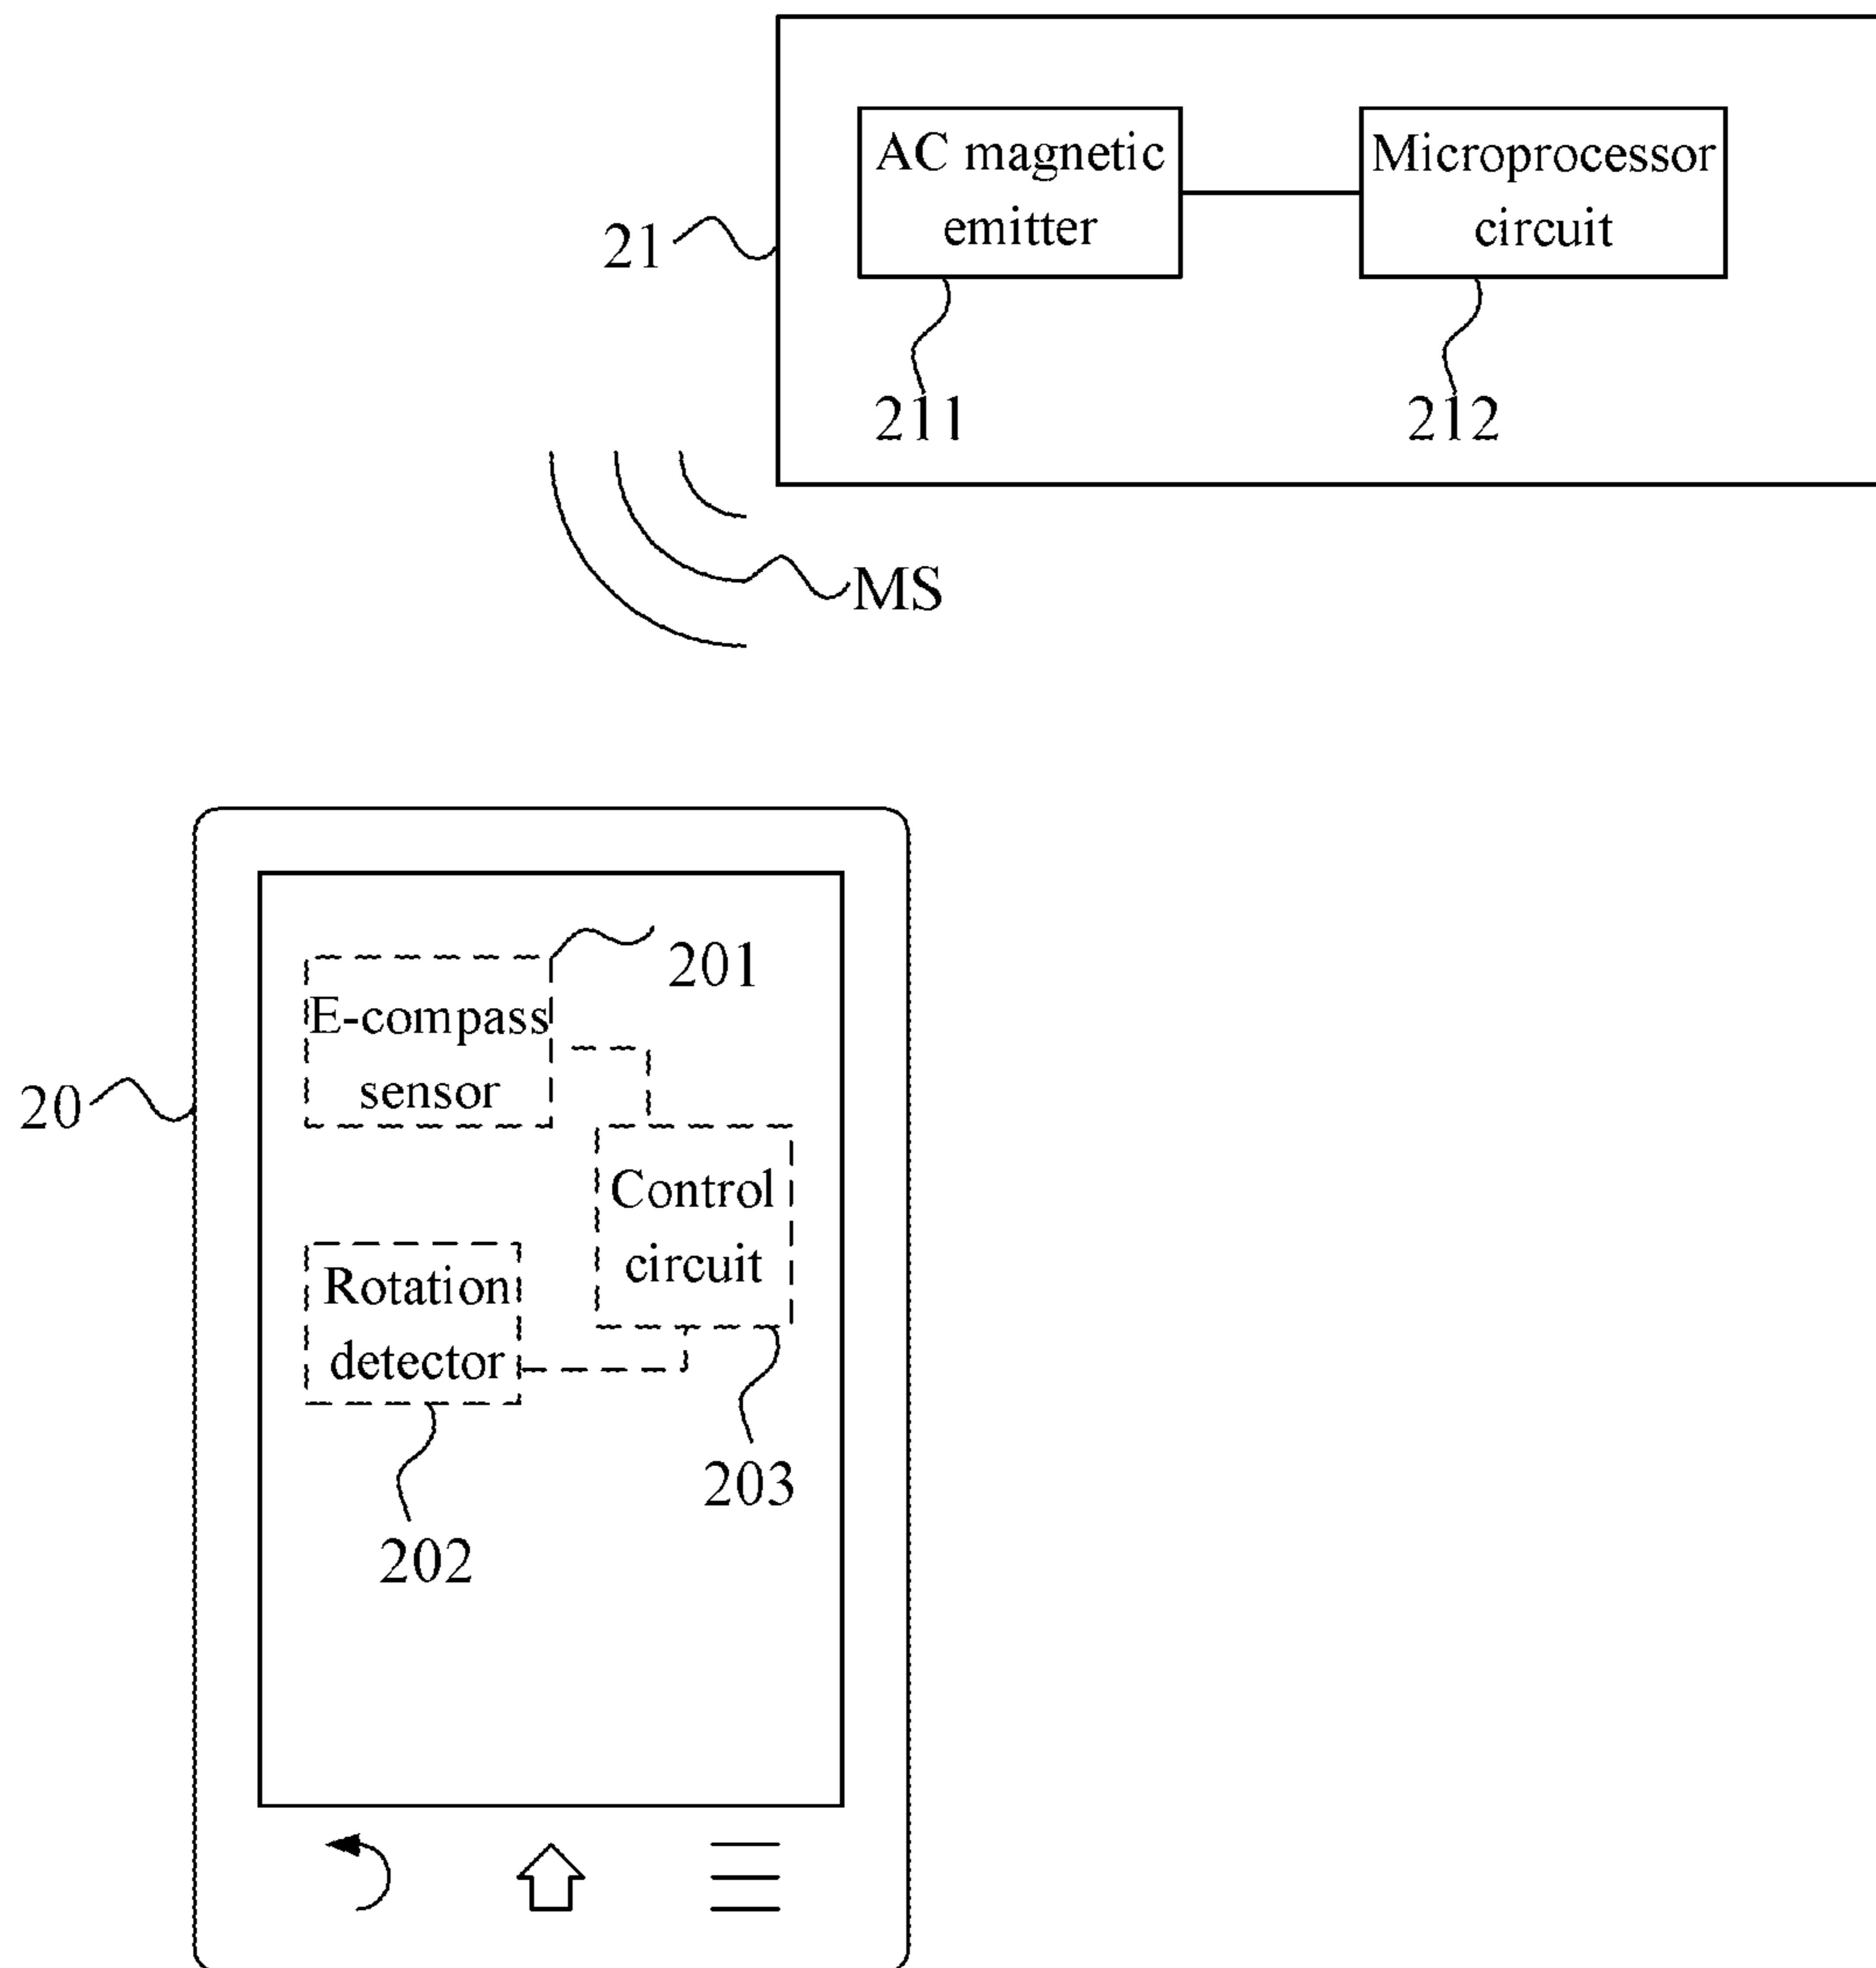 AC magnetic
emitter
Microprocessor
circuit
21
211
212
MS
201
E-compass
sensor
20
Control
circuit
Rotation
detector
203
202